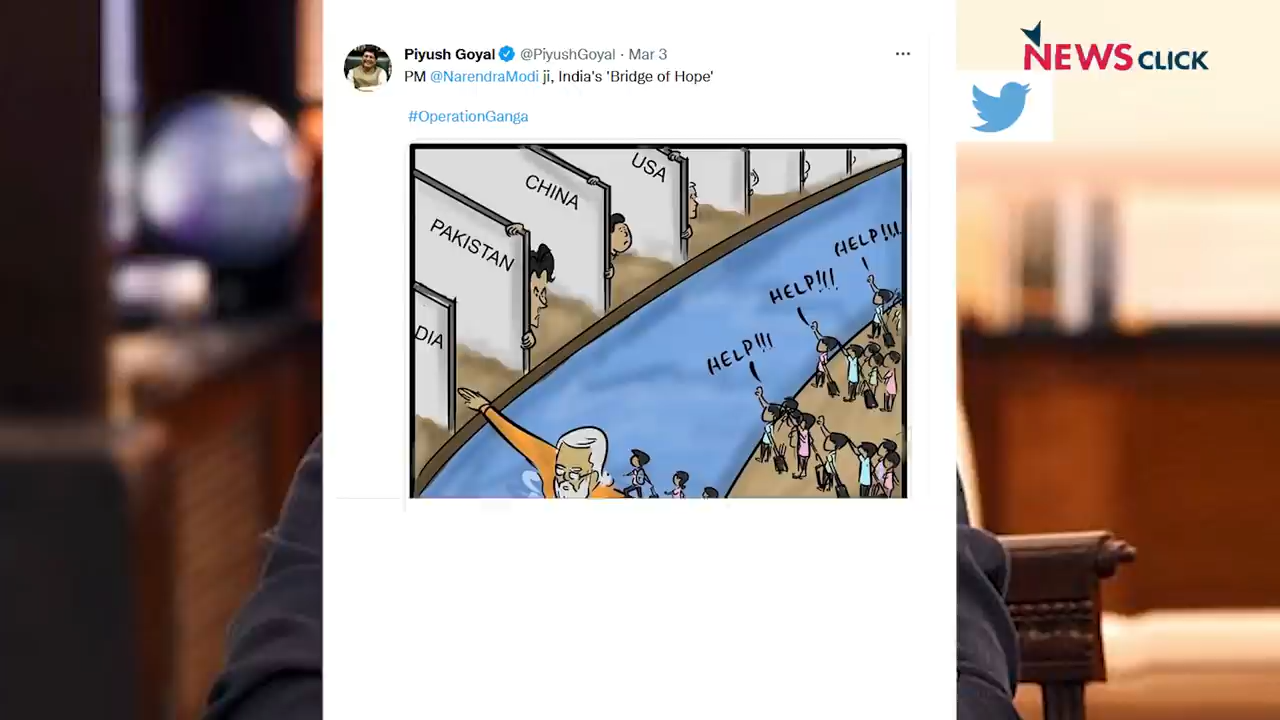 Piyush Goyal @PiyushGoyal · Mar 3
PM @NarendraModi ji, India's 'Bridge of Hope'
#OperationGanga
NEWS CLICK
USA
CHINA
PAKISTAN
DIA
HELP!!!
HELP!!!
HELP!!!